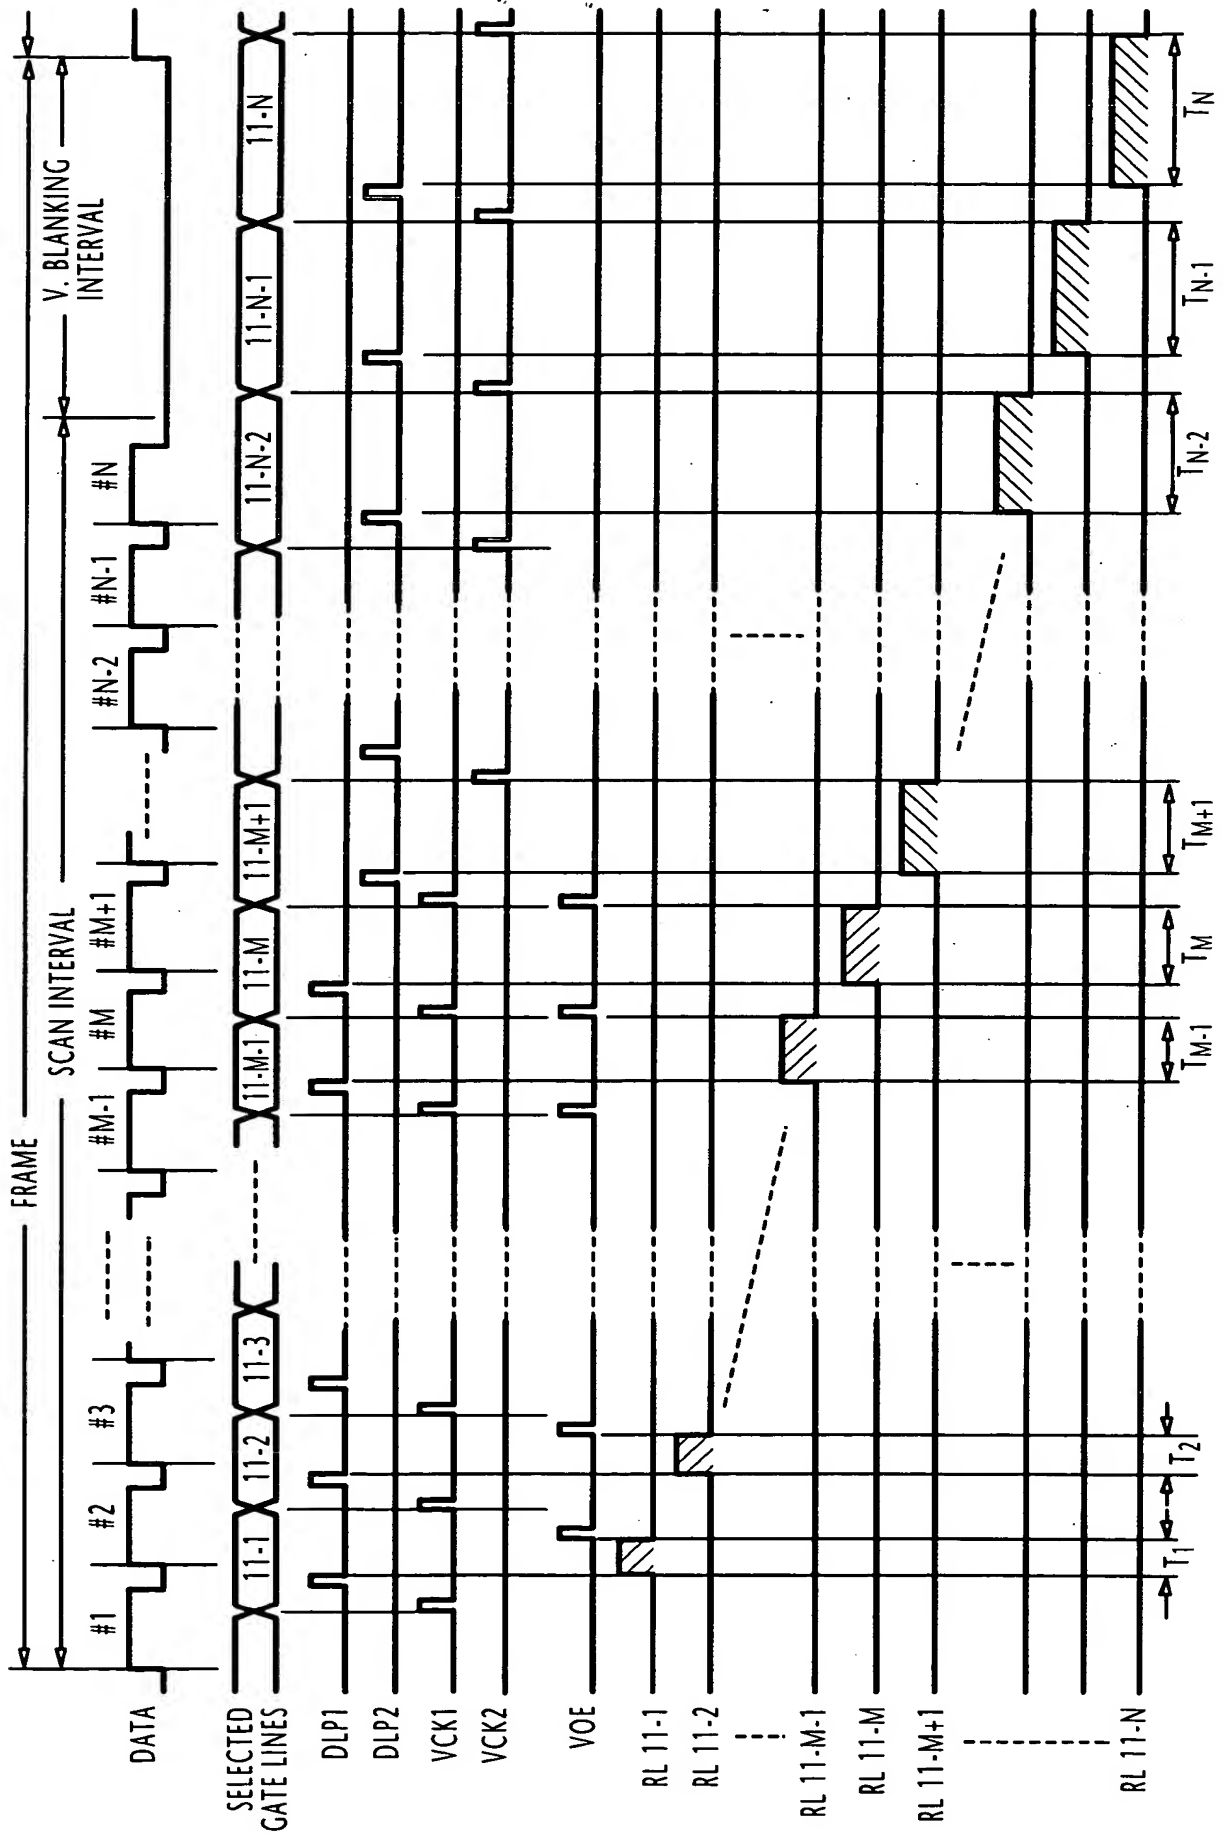 FRAME
SCAN INTERVAL
V. BLANKING
INTERVAL
#1
#2
#3
#M-1
#M
#M+1
#N-2
#N-1
#N
DATA
SELECTED
GATE LINES
11-1
11-2
11-3
11-M-1
11-M
11-M+1
11-N-2
11-N-1
11-N
DLP1
DLP2
VCK1
VCK2
VOE
RL 11-1
RL 11-2
RL 11-M-1
RL 11-M
RL 11-M+1
RL 11-N
T1
T2
TM-1
TM
TM+1
TN-2
TN-1
TN